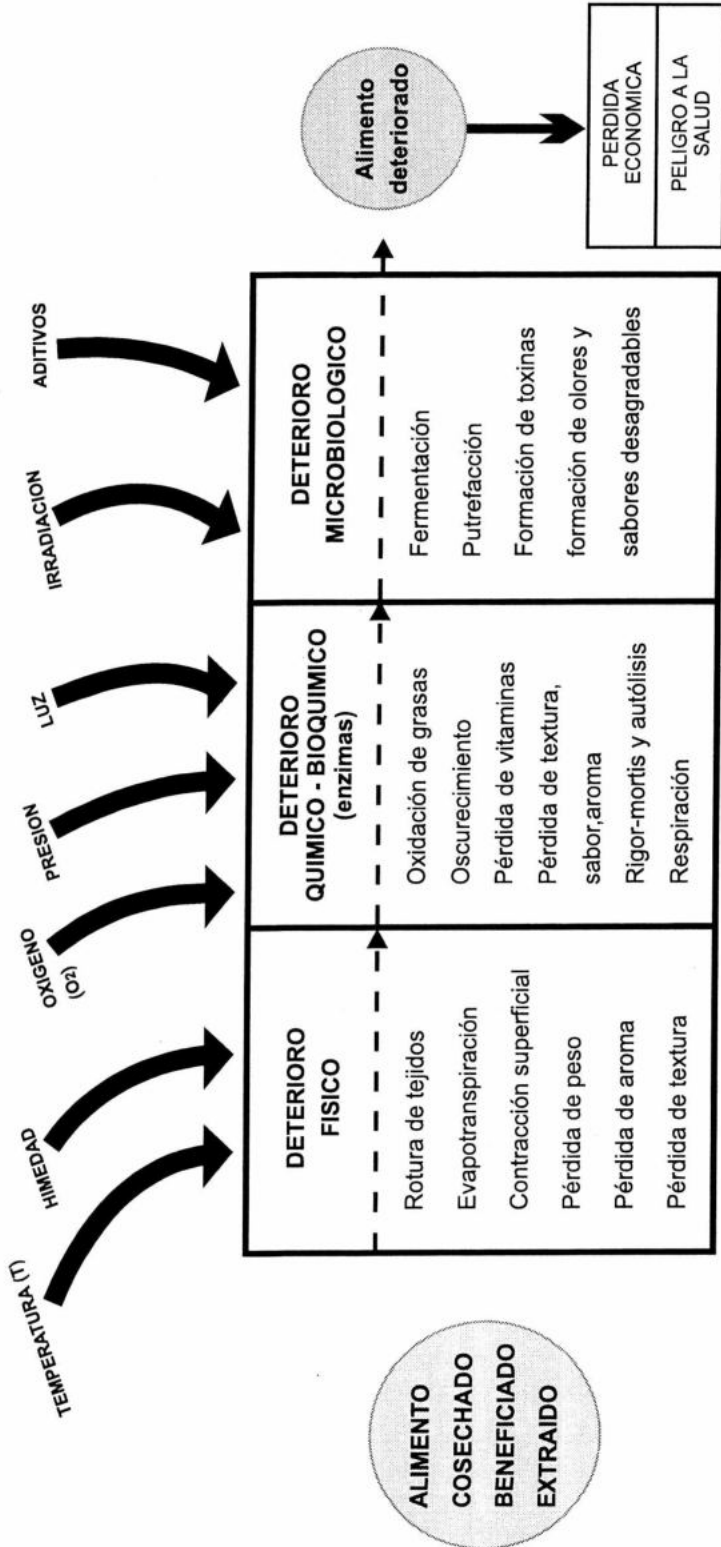 TEMPERATURA (T)
HIMEDAD
OXIGENO
(O2)
PRESION
LUZ
IRRADIACION
ADITIVOS
ALIMENTO
COSECHADO
BENEFICIADO
EXTRAIDO
DETERIORO
FISICO
Rotura de tejidos
Evapotranspiración
Contracción superficial
Pérdida de peso
Pérdida de aroma
Pérdida de textura
DETERIORO
QUIMICO - BIOQUIMICO
(enzimas)
Oxidación de grasas
Oscurecimiento
Pérdida de vitaminas
Pérdida de textura,
sabor,aroma
Rigor-mortis y autólisis
Respiración
DETERIORO
MICROBIOLOGICO
Fermentación
Putrefacción
Formación de toxinas
formación de olores y
sabores desagradables
Alimento
deteriorado
PERDIDA
ECONOMICA
PELIGRO A LA
SALUD